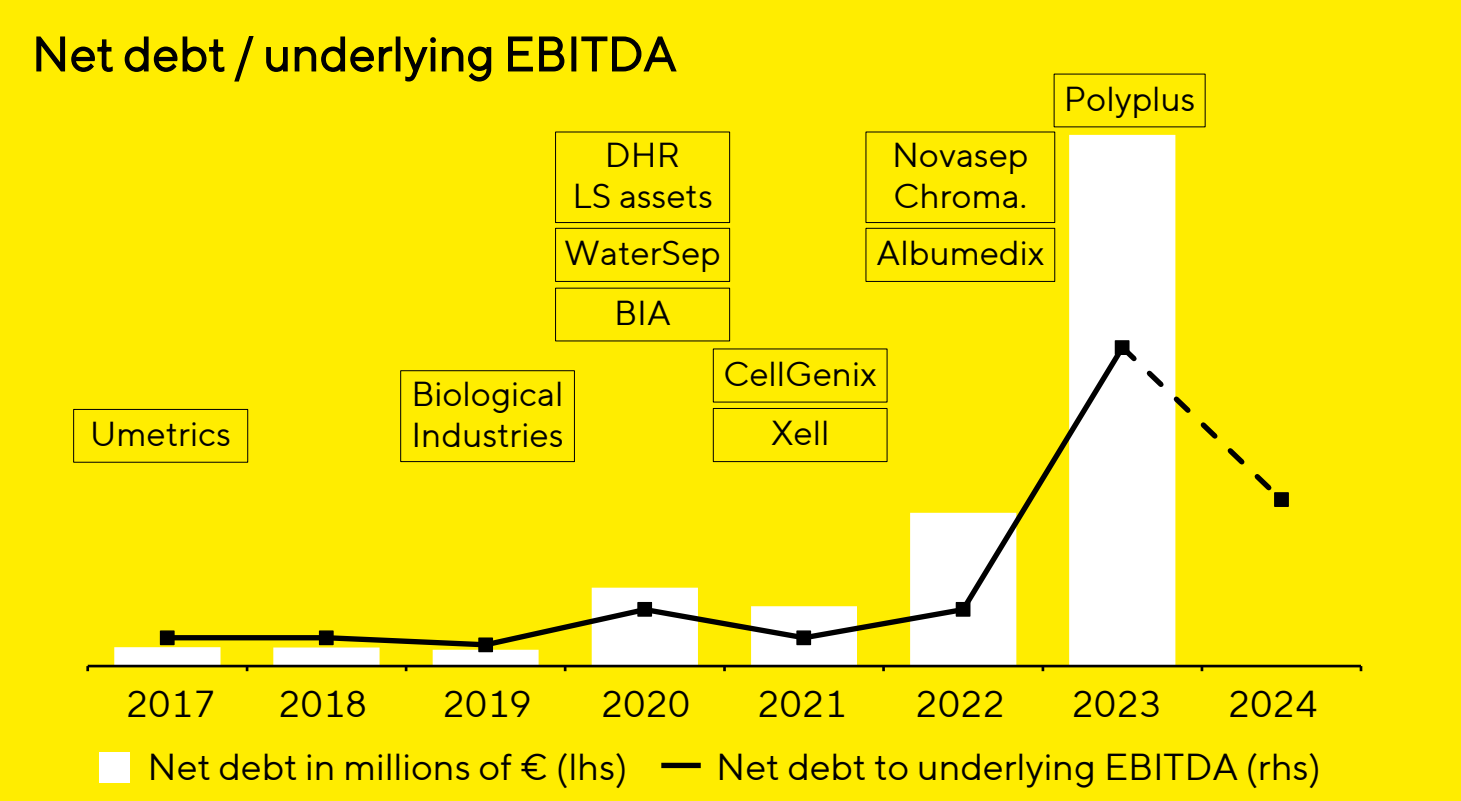 Net debt / underlying EBITDA
Polyplus
DHR
LS assets
Novasep
Chroma.
WaterSep
Albumedix
BIA
CellGenix
Biological
Industries
Umetrics
Xell
2017
2018
2019
2020
2021
2022
2023
2024
Net debt in millions of € (lhs)
Net debt to underlying EBITDA (rhs)